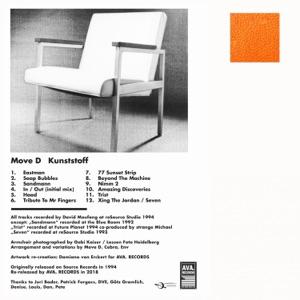 Move D Kunststoff
1. Eastman
2. Soap Bubbles
3. Sandmann
4. In / Out (initial mix)
5. Hood
6. Tribute To Mr Fingers
7. 77 Sunset Strip
8. Beyond The Machine
9. Nimm 2
10. Amazing Discoveries
11. Trist
12. Xing The Jordan / Seven
All tracks recorded by David Moufang at reSource Studio 1994
except: „Sandmann" recorded at the Blue Room 1992
„Trist" recorded at Future Planet 1994 co-produced by strange Michael
„Seven" recorded at reSource Studio 1993
Armchair photographed by Gabi Kaiser / Lossen Foto Heidelberg
Arrangement and variations by Move D, Cobra, Env
Artwork re-creation: Damiano von Erckert for AVA. RECORDS
Originally released on Source Records in 1994
Re-released by AVA. RECORDS in 2018
Thanks to Jori Bader, Patrick Forgacs, DVE, Götz Gramlich,
Denise, Louis, Dan, Pete
AVA.
RECORDS